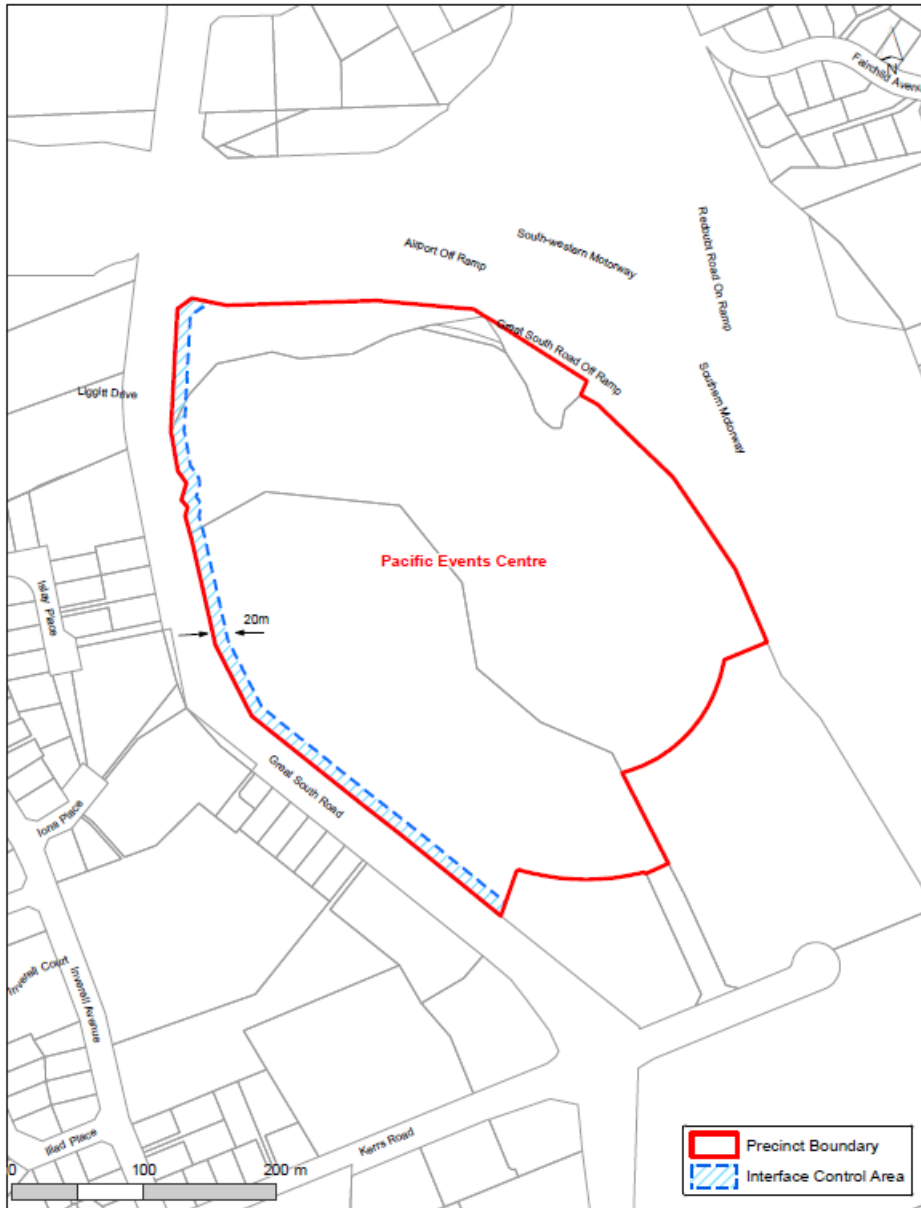 N
Fairchild Avenue
South-western Motorway
Airport Off Ramp
Redoubt Road On Ramp
Great South Road Off Ramp
Southern Motorway
Liggitt Drive
Pacific Events Centre
Islay Place
20m
Great South Road
Iona Place
Inverell Court
Inverell Avenue
Kerrs Road
Place
0 100 200 m
Precinct Boundary
Interface Control Area